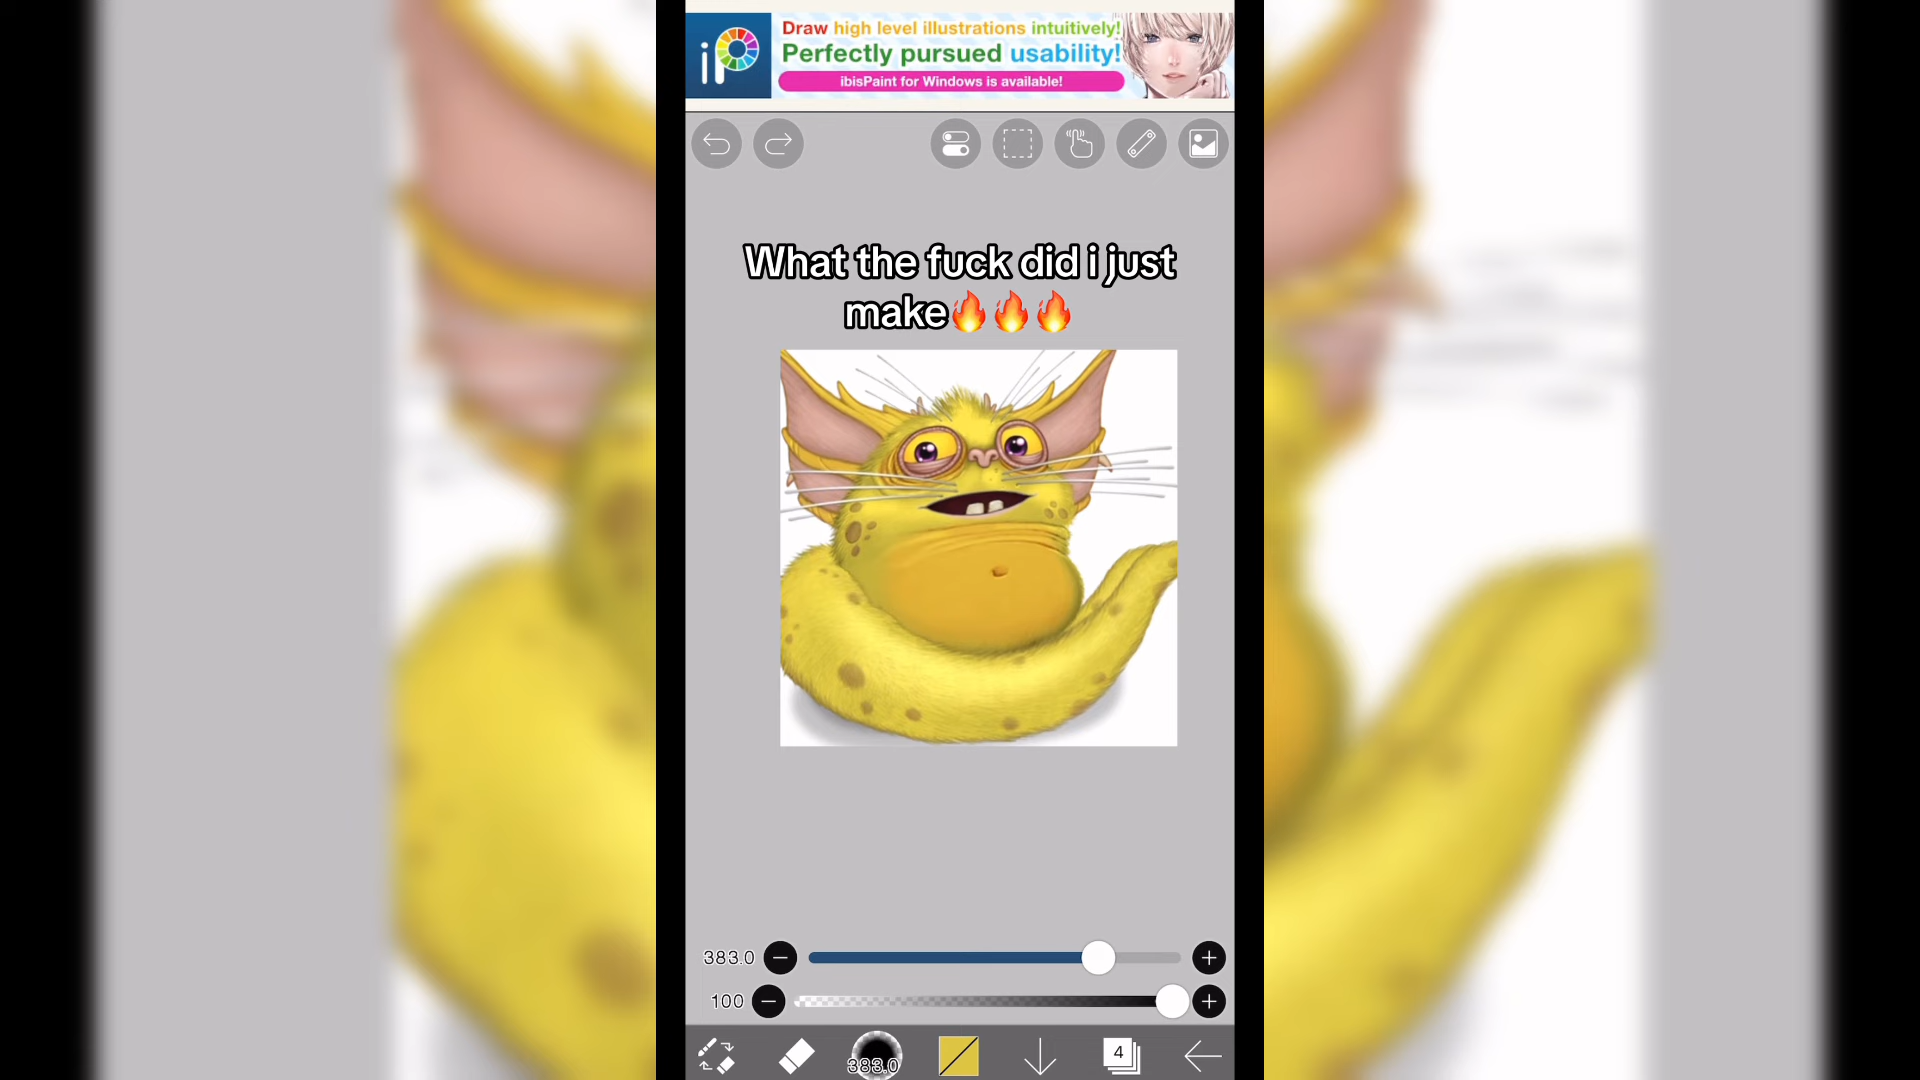 iP
Draw high level illustrations intuitively!
Perfectly pursued usability!
ibisPaint for Windows is available!
What the fuck did i just
make🔥🔥🔥
383.0
100
383.0
4